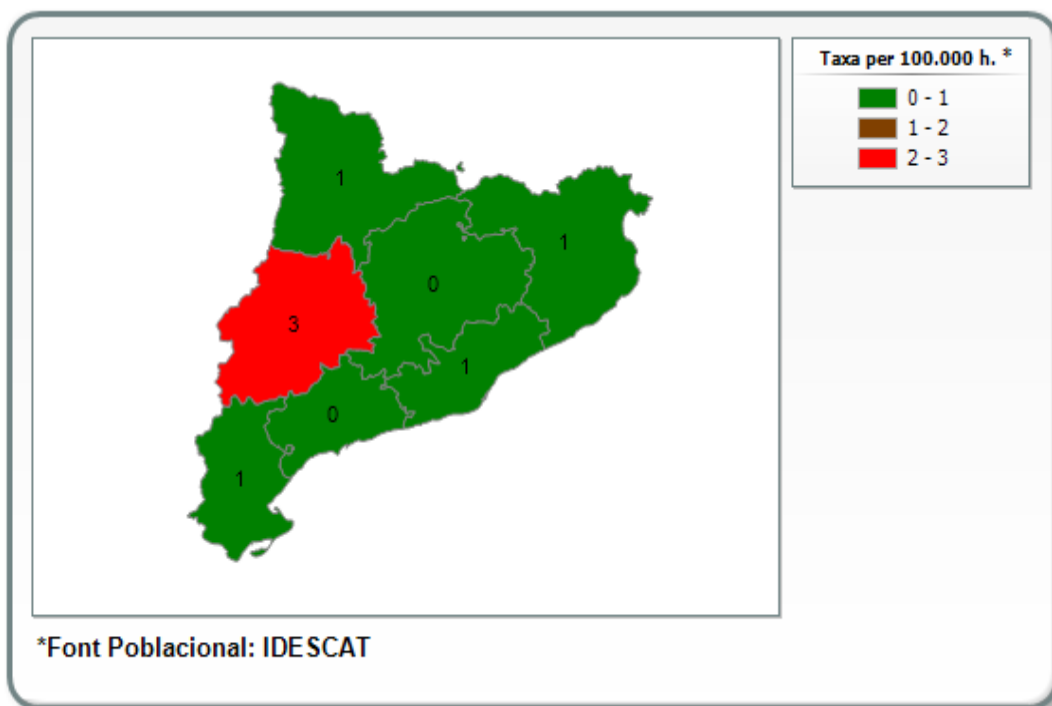 Taxa per 100.000 h. *
0 - 1
1 - 2
2 - 3
1
1
0
3
1
0
1
*Font Poblacional: IDESCAT